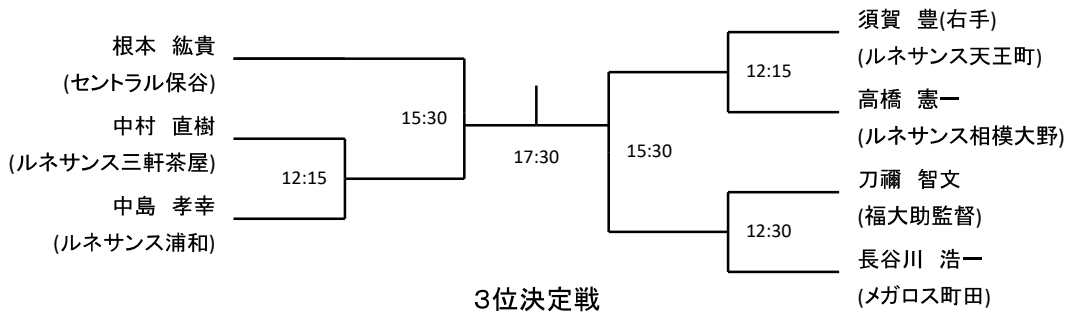 根本　紘貴
(セントラル保谷)
中村　直樹
(ルネサンス三軒茶屋)
中島　孝幸
(ルネサンス浦和)
12:15
15:30
17:30
15:30
12:15
12:30
須賀　豊(右手)
(ルネサンス天王町)
高橋　憲一
(ルネサンス相模大野)
刀禰　智文
(福大助監督)
長谷川　浩一
(メガロス町田)
３位決定戦